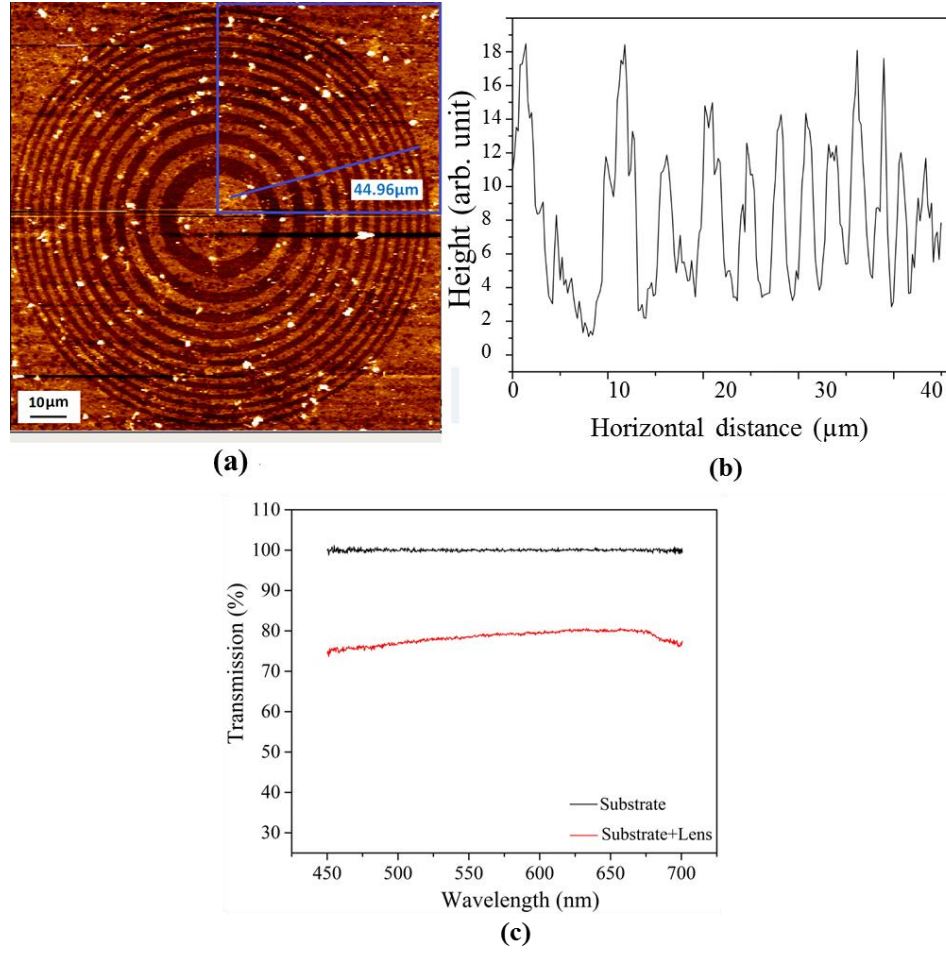 44.96µm
10µm
(a)
Height (arb. unit)
18
16
14
12
10
8
6
4
2
0
0 10 20 30 40
Horizontal distance (µm)
(b)
Transmission (%)
110
100
90
80
70
60
50
40
30
Substrate
Substrate+Lens
450 500 550 600 650 700
Wavelength (nm)
(c)